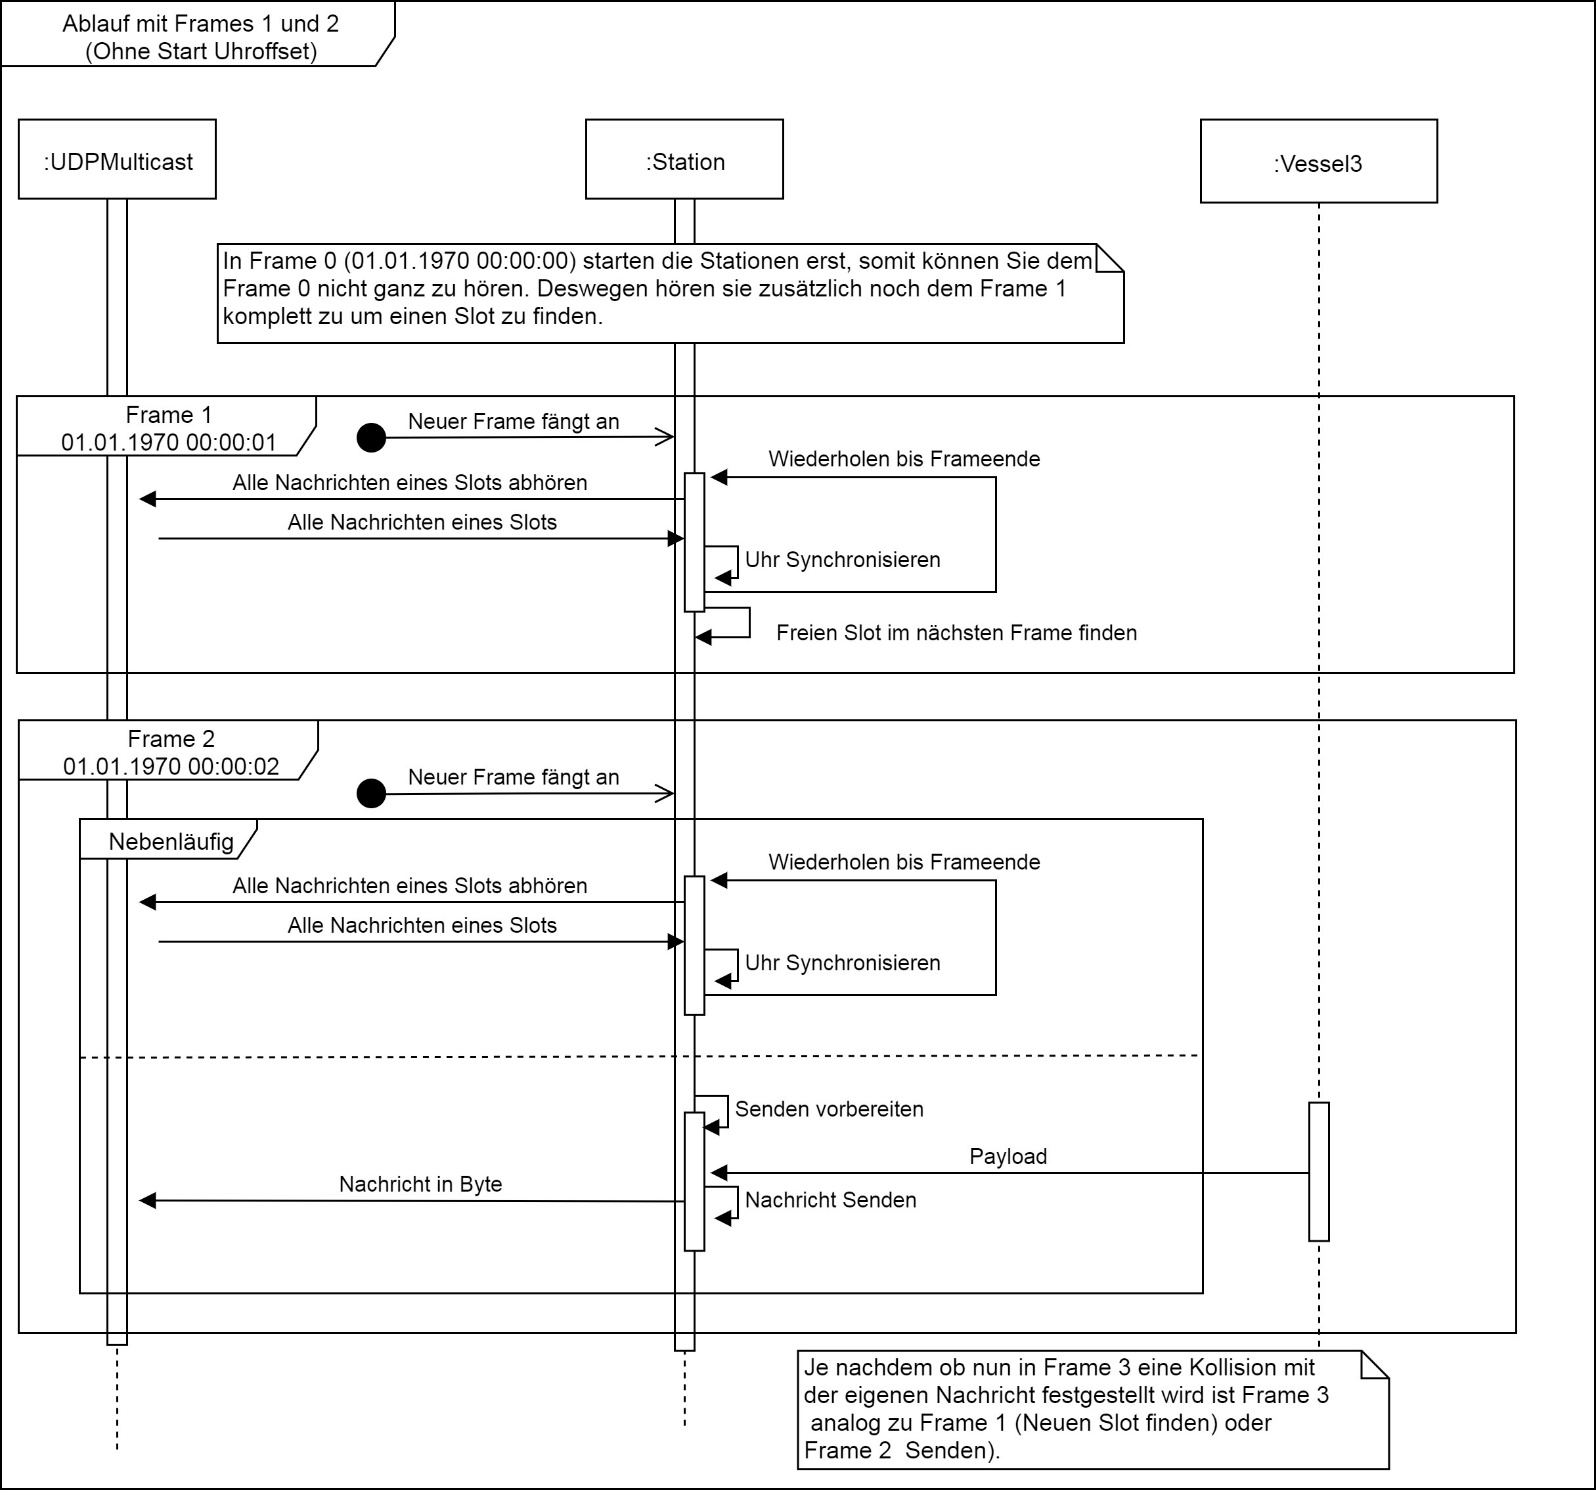 Ablauf mit Frames 1 und 2
(Ohne Start Uhroffset)
:UDPMulticast
:Station
:Vessel3
In Frame 0 (01.01.1970 00:00:00) starten die Stationen erst, somit können Sie dem
Frame 0 nicht ganz zu hören. Deswegen hören sie zusätzlich noch dem Frame 1
komplett zu um einen Slot zu finden.
Frame 1
01.01.1970 00:00:01
Neuer Frame fängt an
Wiederholen bis Frameende
Alle Nachrichten eines Slots abhören
Alle Nachrichten eines Slots
Uhr Synchronisieren
Freien Slot im nächsten Frame finden
Frame 2
01.01.1970 00:00:02
Neuer Frame fängt an
Nebenläufig
Wiederholen bis Frameende
Alle Nachrichten eines Slots abhören
Alle Nachrichten eines Slots
Uhr Synchronisieren
Senden vorbereiten
Payload
Nachricht in Byte
Nachricht Senden
Je nachdem ob nun in Frame 3 eine Kollision mit
der eigenen Nachricht festgestellt wird ist Frame 3
analog zu Frame 1 (Neuen Slot finden) oder
Frame 2  Senden).